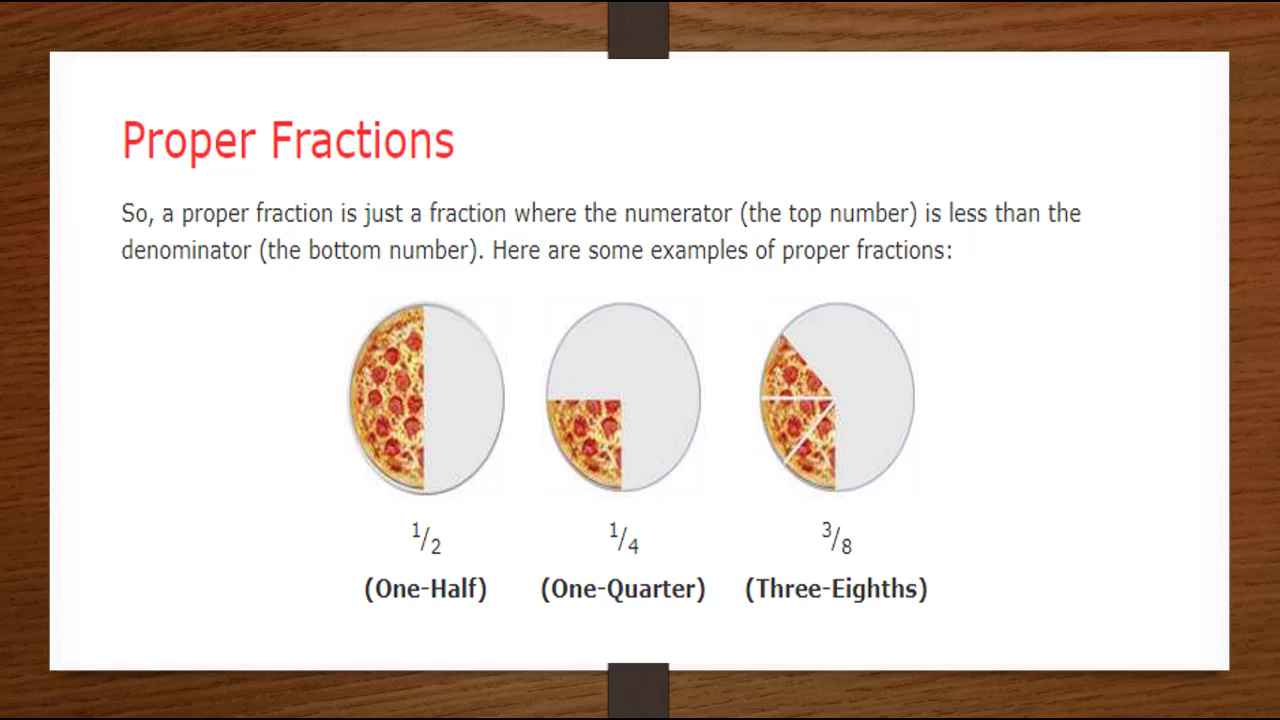 Proper Fractions
So, a proper fraction is just a fraction where the numerator (the top number) is less than the
denominator (the bottom number). Here are some examples of proper fractions:
1/2 1/4 3/8
(One-Half) (One-Quarter) (Three-Eighths)